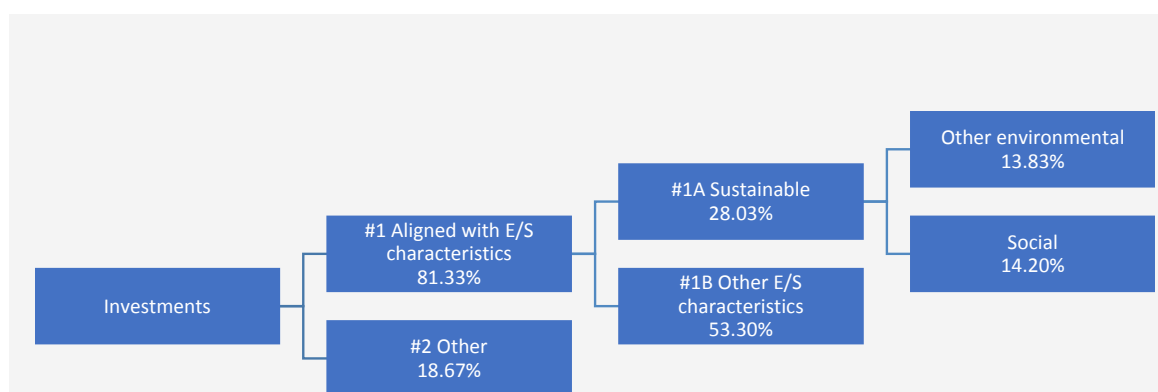 Investments
#1 Aligned with E/S
characteristics
81.33%
#2 Other
18.67%
#1A Sustainable
28.03%
#1B Other E/S
characteristics
53.30%
Other environmental
13.83%
Social
14.20%